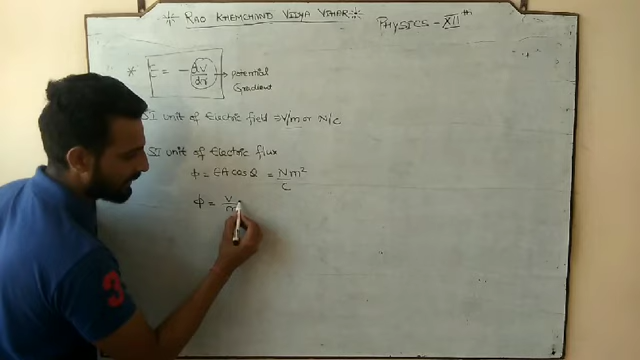 * RAO KHEMCHAND VIDYA VIHAR *
PHYSICS - XII th
* E = - dv/dr → potential Gradient
SI unit of Electric field ⇒ V/m or N/C
SI unit of Electric flux
ϕ = EA cos θ = Nm²/C
ϕ = V/m
3